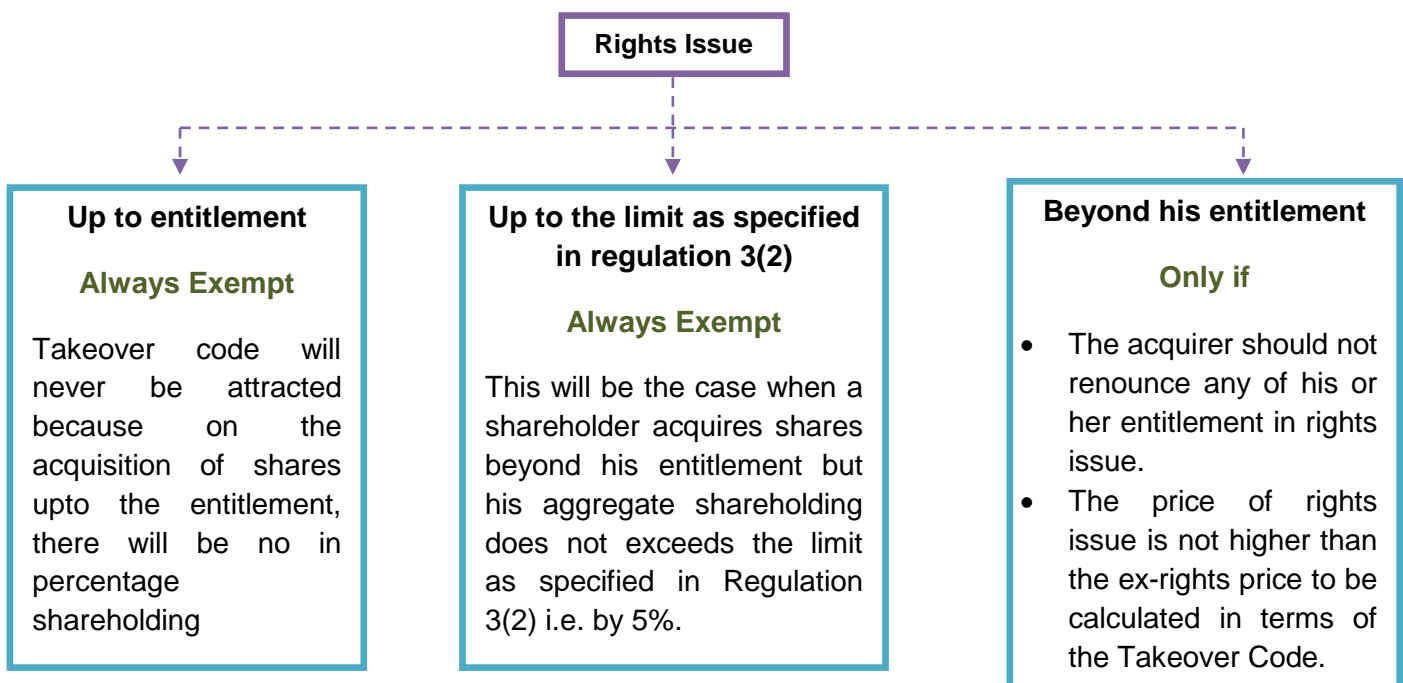 Rights Issue
Up to entitlement
Always Exempt
Takeover code will
never be attracted
because on the
acquisition of shares
upto the entitlement,
there will be no in
percentage
shareholding
Up to the limit as specified
in regulation 3(2)
Always Exempt
This will be the case when a
shareholder acquires shares
beyond his entitlement but
his aggregate shareholding
does not exceeds the limit
as specified in Regulation
3(2) i.e. by 5%.
Beyond his entitlement
Only if
• The acquirer should not
renounce any of his or
her entitlement in rights
issue.
• The price of rights
issue is not higher than
the ex-rights price to be
calculated in terms of
the Takeover Code.